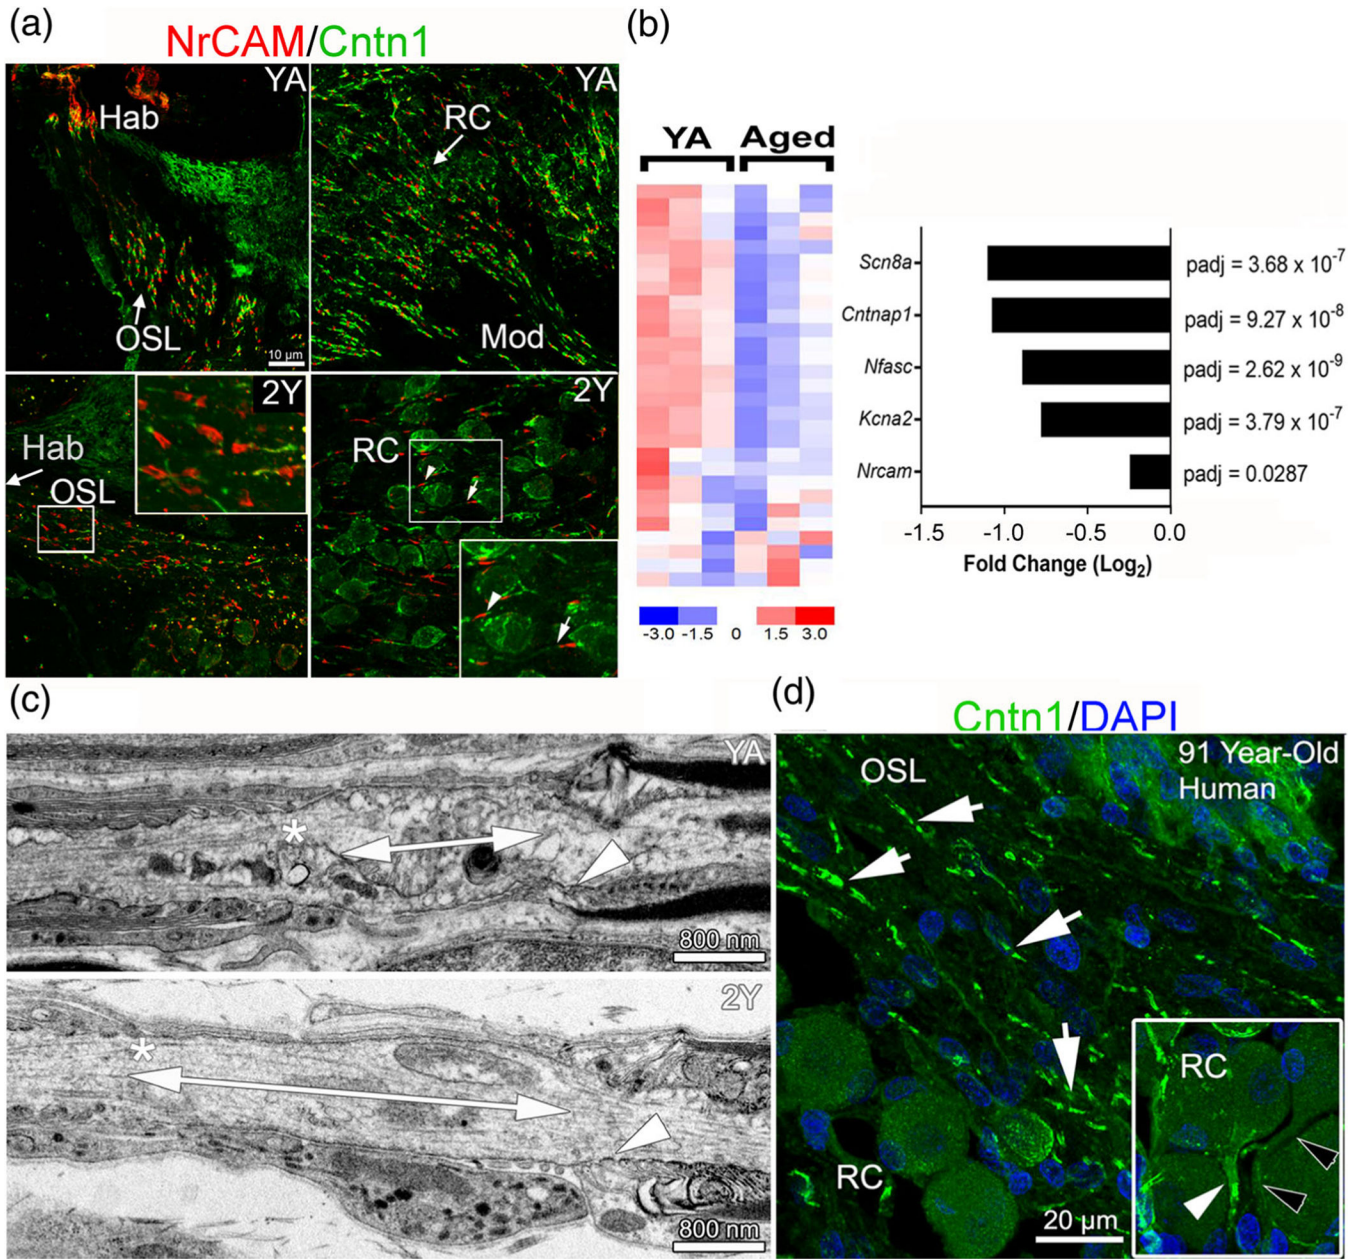 (a)
NrCAM/Cntn1
YA
Hab
OSL
10 µm
YA
RC
Mod
2Y
Hab
OSL
2Y
RC
(b)
YA Aged
-3.0 -1.5 0 1.5 3.0
Scn8a padj = 3.68 x 10⁻⁷
Cntnap1 padj = 9.27 x 10⁻⁸
Nfasc padj = 2.62 x 10⁻⁹
Kcna2 padj = 3.79 x 10⁻⁷
Nrcam padj = 0.0287
-1.5 -1.0 -0.5 0.0
Fold Change (Log₂)
(c)
YA
*
800 nm
2Y
*
800 nm
(d)
Cntn1/DAPI
OSL
91 Year-Old
Human
RC
RC
20 µm